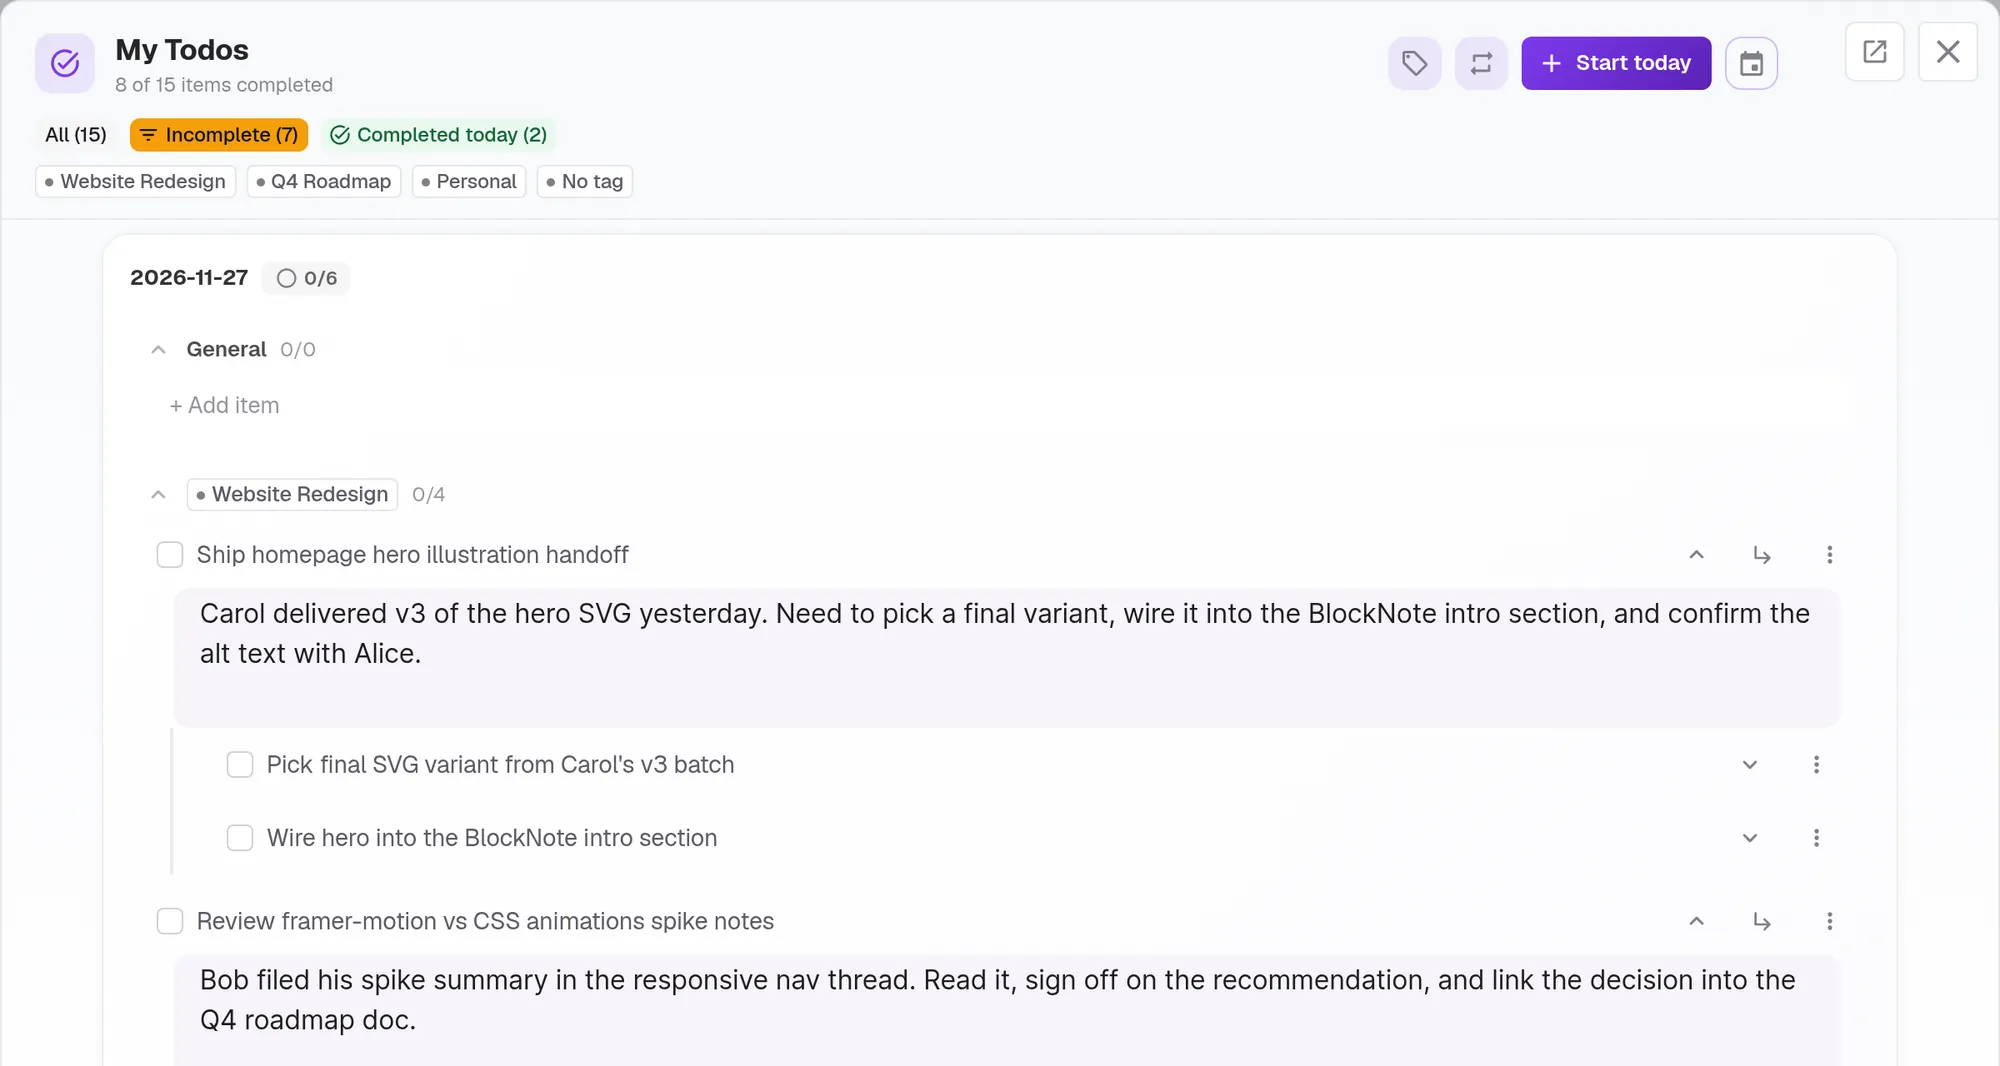 My Todos
8 of 15 items completed
Start today
All (15)
Incomplete (7)
Completed today (2)
Website Redesign
Q4 Roadmap
Personal
No tag
2026-11-27
0/6
General 0/0
+ Add item
Website Redesign 0/4
Ship homepage hero illustration handoff
Carol delivered v3 of the hero SVG yesterday. Need to pick a final variant, wire it into the BlockNote intro section, and confirm the
alt text with Alice.
Pick final SVG variant from Carol's v3 batch
Wire hero into the BlockNote intro section
Review framer-motion vs CSS animations spike notes
Bob filed his spike summary in the responsive nav thread. Read it, sign off on the recommendation, and link the decision into the
Q4 roadmap doc.